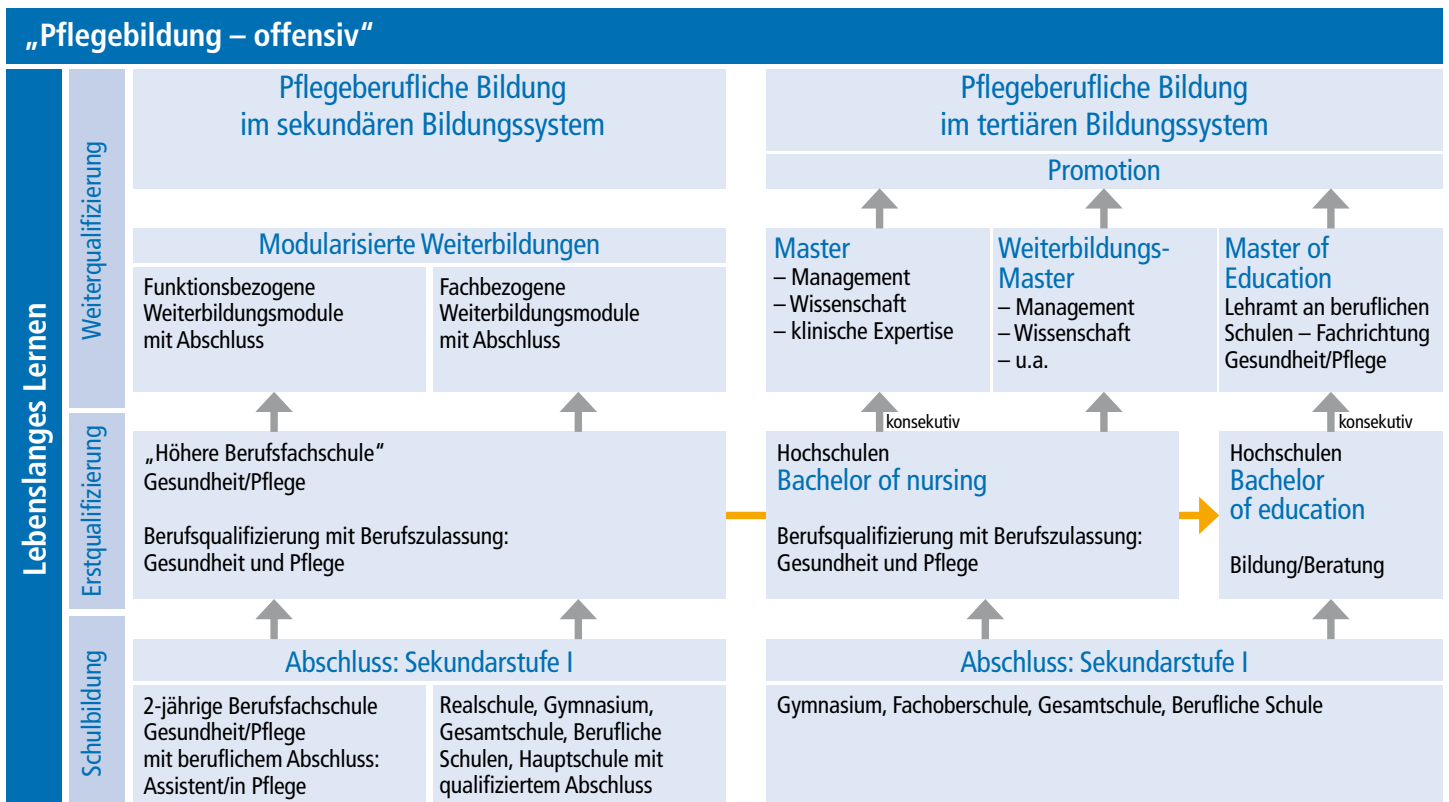 „Pflegebildung – offensiv“
Lebenslanges Lernen
Weiterqualifizierung
Pflegeberufliche Bildung
im sekundären Bildungssystem
Pflegeberufliche Bildung
im tertiären Bildungssystem
Promotion
Modularisierte Weiterbildungen
Funktionsbezogene
Weiterbildungsmodule
mit Abschluss
Fachbezogene
Weiterbildungsmodule
mit Abschluss
Master
– Management
– Wissenschaft
– klinische Expertise
Weiterbildungs-
Master
– Management
– Wissenschaft
– u.a.
Master of
Education
Lehramt an beruflichen
Schulen – Fachrichtung
Gesundheit/Pflege
Erstqualifizierung
„Höhere Berufsfachschule“
Gesundheit/Pflege
Berufsqualifizierung mit Berufszulassung:
Gesundheit und Pflege
konsekutiv
Hochschulen
Bachelor of nursing
Berufsqualifizierung mit Berufszulassung:
Gesundheit und Pflege
konsekutiv
Hochschulen
Bachelor
of education
Bildung/Beratung
Schulbildung
Abschluss: Sekundarstufe I
2-jährige Berufsfachschule
Gesundheit/Pflege
mit beruflichem Abschluss:
Assistent/in Pflege
Realschule, Gymnasium,
Gesamtschule, Berufliche
Schulen, Hauptschule mit
qualifiziertem Abschluss
Abschluss: Sekundarstufe I
Gymnasium, Fachoberschule, Gesamtschule, Berufliche Schule